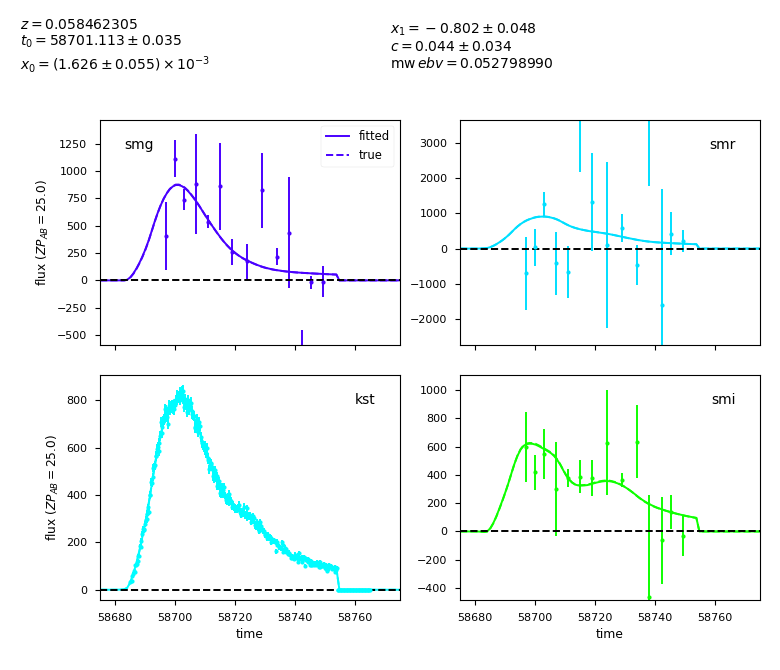 z = 0.058462305
t₀ = 58701.113 ± 0.035
x₀ = (1.626 ± 0.055) × 10⁻³
x₁ = −0.802 ± 0.048
c = 0.044 ± 0.034
mw ebv = 0.052798990
smg
fitted
true
1250
1000
750
500
250
0
−250
−500
flux (ZP_AB = 25.0)
smr
3000
2000
1000
0
−1000
−2000
kst
800
600
400
200
0
flux (ZP_AB = 25.0)
58680 58700 58720 58740 58760
time
smi
1000
800
600
400
200
0
−200
−400
58680 58700 58720 58740 58760
time